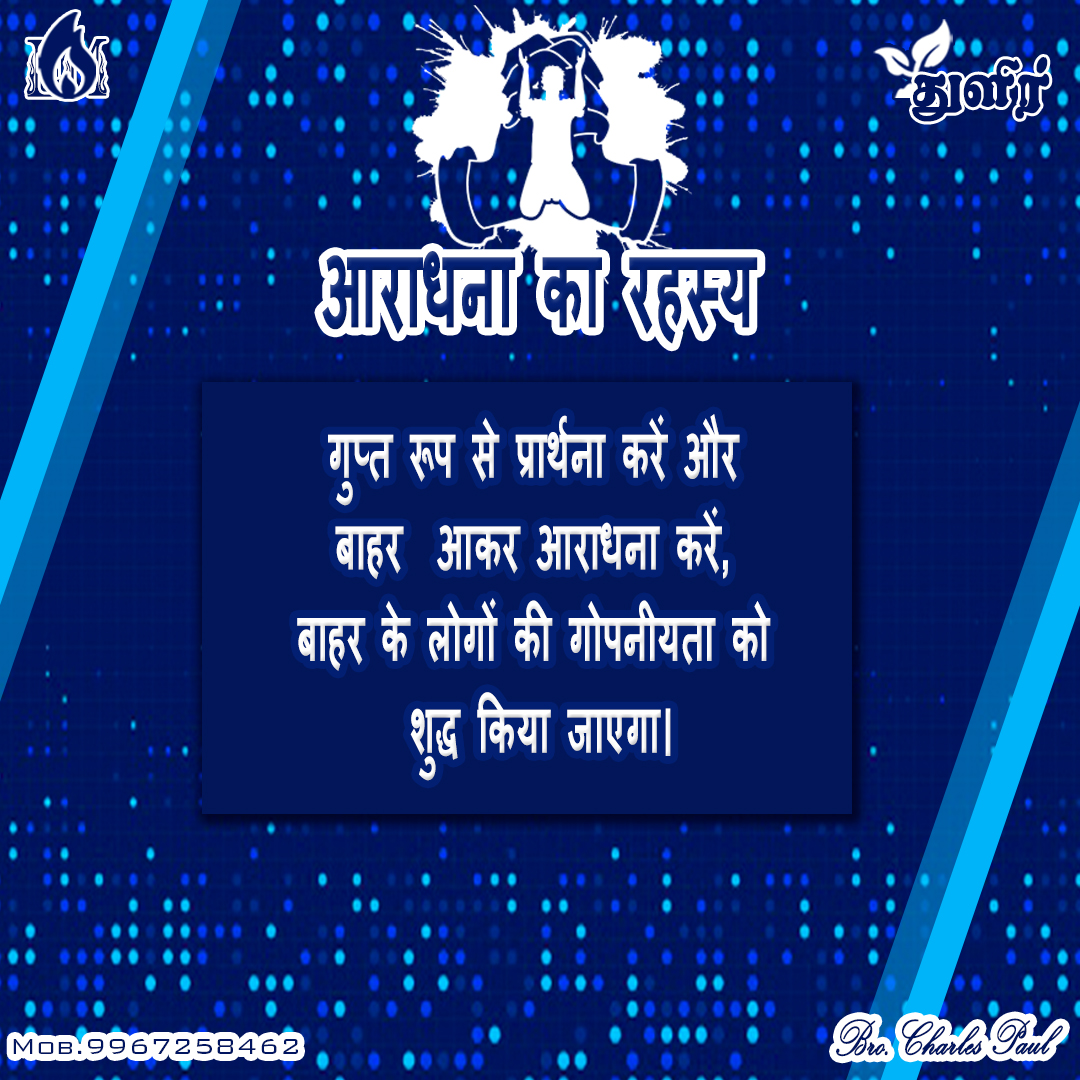 துளிர்
आराधना का रहस्य
गुप्त रूप से प्रार्थना करें और
बाहर आकर आराधना करें,
बाहर के लोगों की गोपनीयता को
शुद्ध किया जाएगा।
Mob.9967258462
Bro. Charles Paul